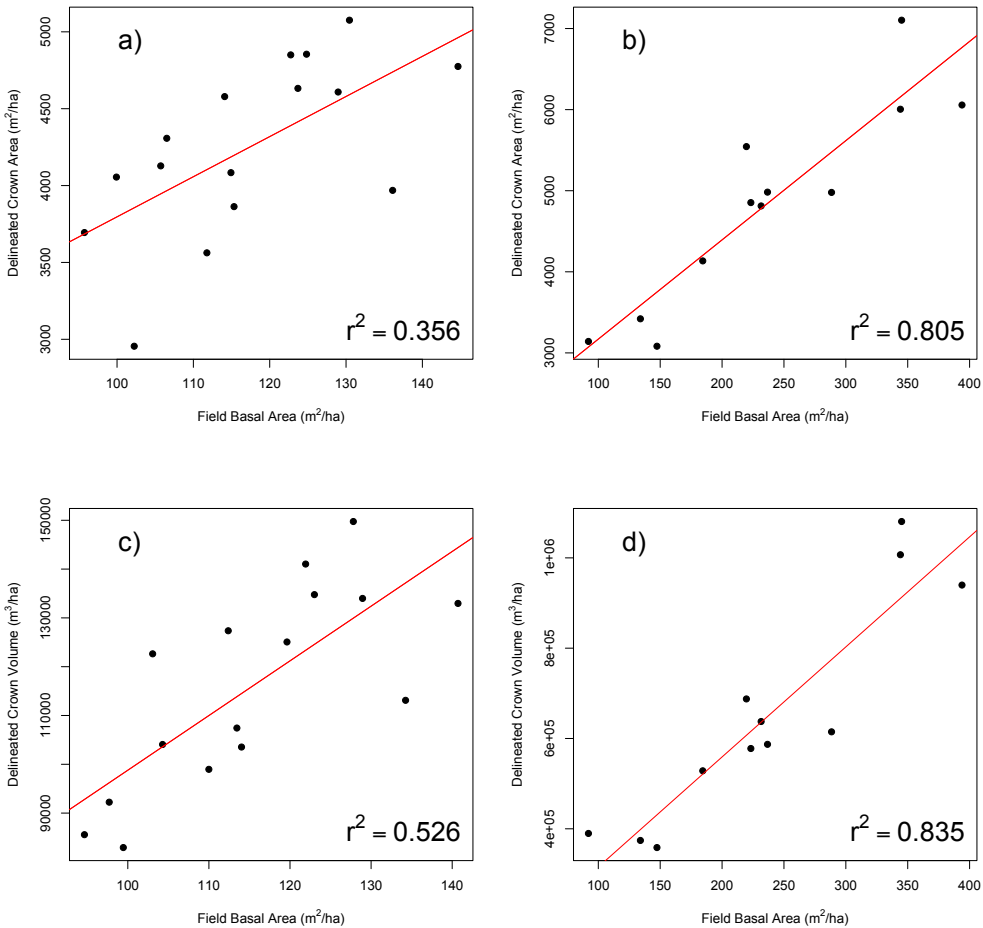 a)
Delineated Crown Area (m²/ha)
5000
4500
4000
3500
3000
r² = 0.356
100 110 120 130 140
Field Basal Area (m²/ha)
b)
Delineated Crown Area (m²/ha)
7000
6000
5000
4000
3000
r² = 0.805
100 150 200 250 300 350 400
Field Basal Area (m²/ha)
c)
Delineated Crown Volume (m³/ha)
150000
130000
110000
90000
r² = 0.526
100 110 120 130 140
Field Basal Area (m²/ha)
d)
Delineated Crown Volume (m³/ha)
1e+06
8e+05
6e+05
4e+05
r² = 0.835
100 150 200 250 300 350 400
Field Basal Area (m²/ha)